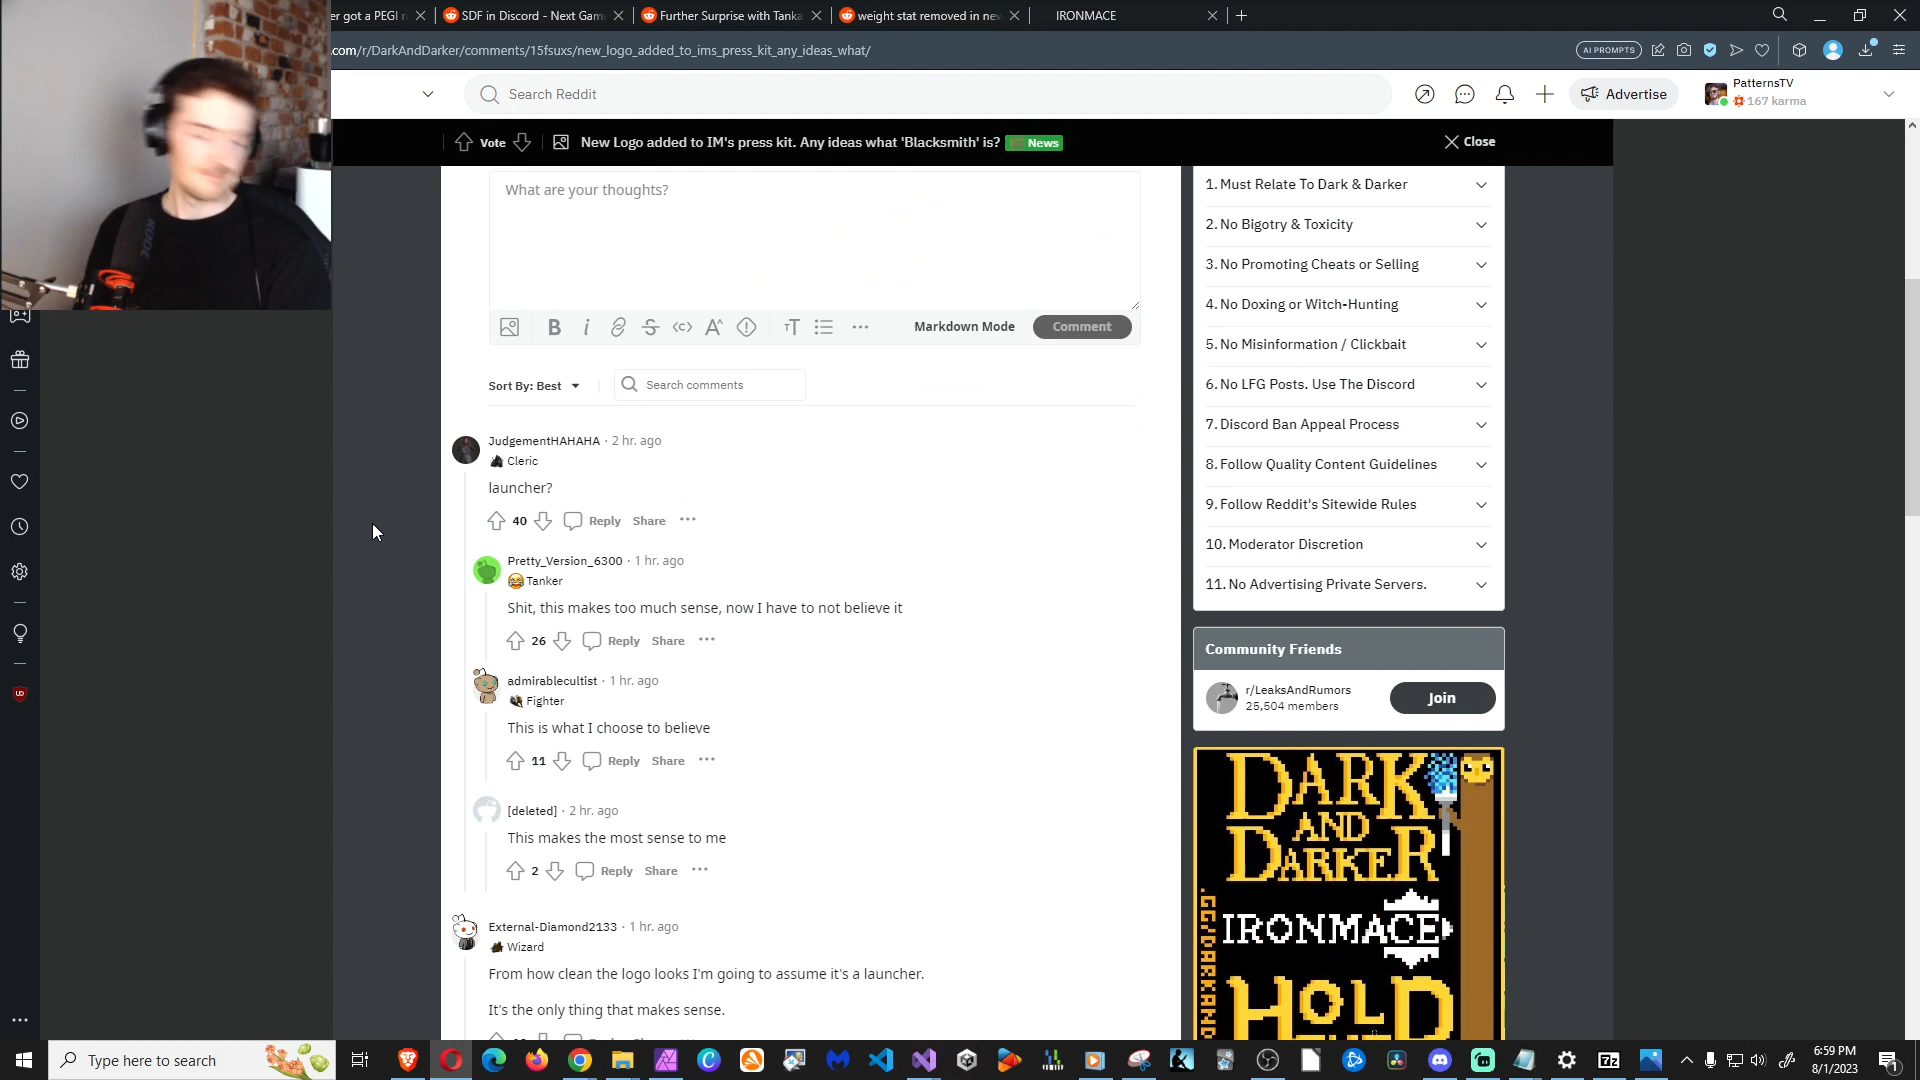 er got a PEGI r
SDF in Discord - Next Gam
Further Surprise with Tanka
weight stat removed in new
IRONMACE
.com/r/DarkAndDarker/comments/15fsuxs/new_logo_added_to_ims_press_kit_any_ideas_what/
AI PROMPTS
Search Reddit
Advertise
PatternsTV
167 karma
Vote
New Logo added to IM's press kit. Any ideas what 'Blacksmith' is?
News
Close
What are your thoughts?
Markdown Mode
Comment
Sort By: Best
Search comments
JudgementHAHAHA · 2 hr. ago
Cleric
launcher?
40 Reply Share ···
Pretty_Version_6300 · 1 hr. ago
Tanker
Shit, this makes too much sense, now I have to not believe it
26 Reply Share ···
admirablecultist · 1 hr. ago
Fighter
This is what I choose to believe
11 Reply Share ···
[deleted] · 2 hr. ago
This makes the most sense to me
2 Reply Share ···
External-Diamond2133 · 1 hr. ago
Wizard
From how clean the logo looks I'm going to assume it's a launcher.
It's the only thing that makes sense.
1. Must Relate To Dark & Darker
2. No Bigotry & Toxicity
3. No Promoting Cheats or Selling
4. No Doxing or Witch-Hunting
5. No Misinformation / Clickbait
6. No LFG Posts. Use The Discord
7. Discord Ban Appeal Process
8. Follow Quality Content Guidelines
9. Follow Reddit's Sitewide Rules
10. Moderator Discretion
11. No Advertising Private Servers.
Community Friends
r/LeaksAndRumors
25,504 members
Join
DARK
AND
DARKER
IRONMACE
HOLD
.GG/DARKAND
Type here to search
6:59 PM
8/1/2023
RODE